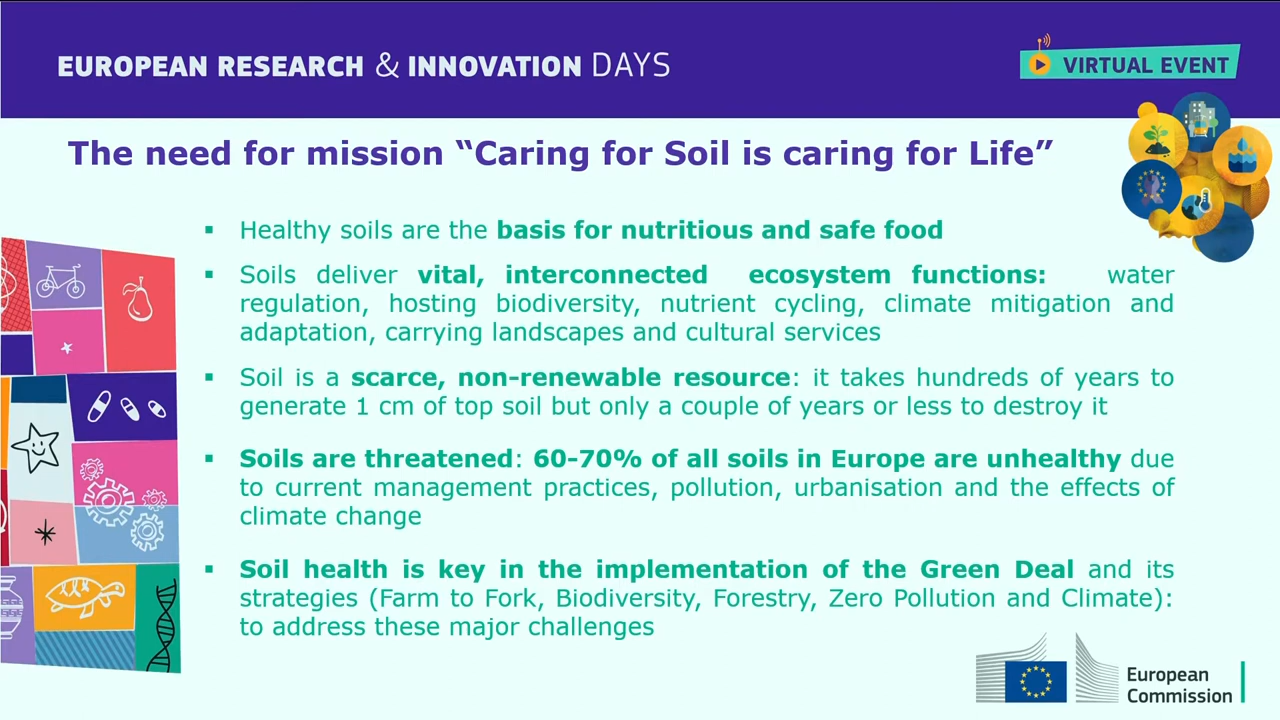 EUROPEAN RESEARCH & INNOVATION DAYS
VIRTUAL EVENT
The need for mission “Caring for Soil is caring for Life”
▪ Healthy soils are the basis for nutritious and safe food
▪ Soils deliver vital, interconnected ecosystem functions: water
regulation, hosting biodiversity, nutrient cycling, climate mitigation and
adaptation, carrying landscapes and cultural services
▪ Soil is a scarce, non-renewable resource: it takes hundreds of years to
generate 1 cm of top soil but only a couple of years or less to destroy it
▪ Soils are threatened: 60-70% of all soils in Europe are unhealthy due
to current management practices, pollution, urbanisation and the effects of
climate change
▪ Soil health is key in the implementation of the Green Deal and its
strategies (Farm to Fork, Biodiversity, Forestry, Zero Pollution and Climate):
to address these major challenges
European
Commission